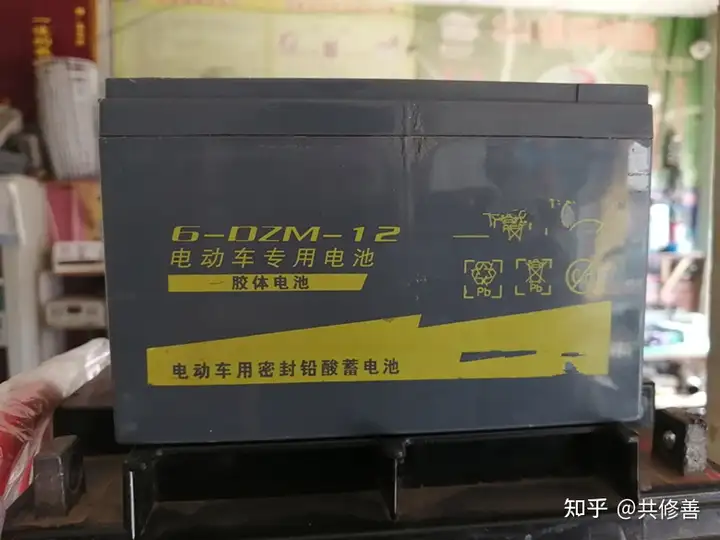 6-DZM-12
电动车专用电池
胶体电池
Pb
Pb
电动车用密封铅酸蓄电池
知乎 @共修善